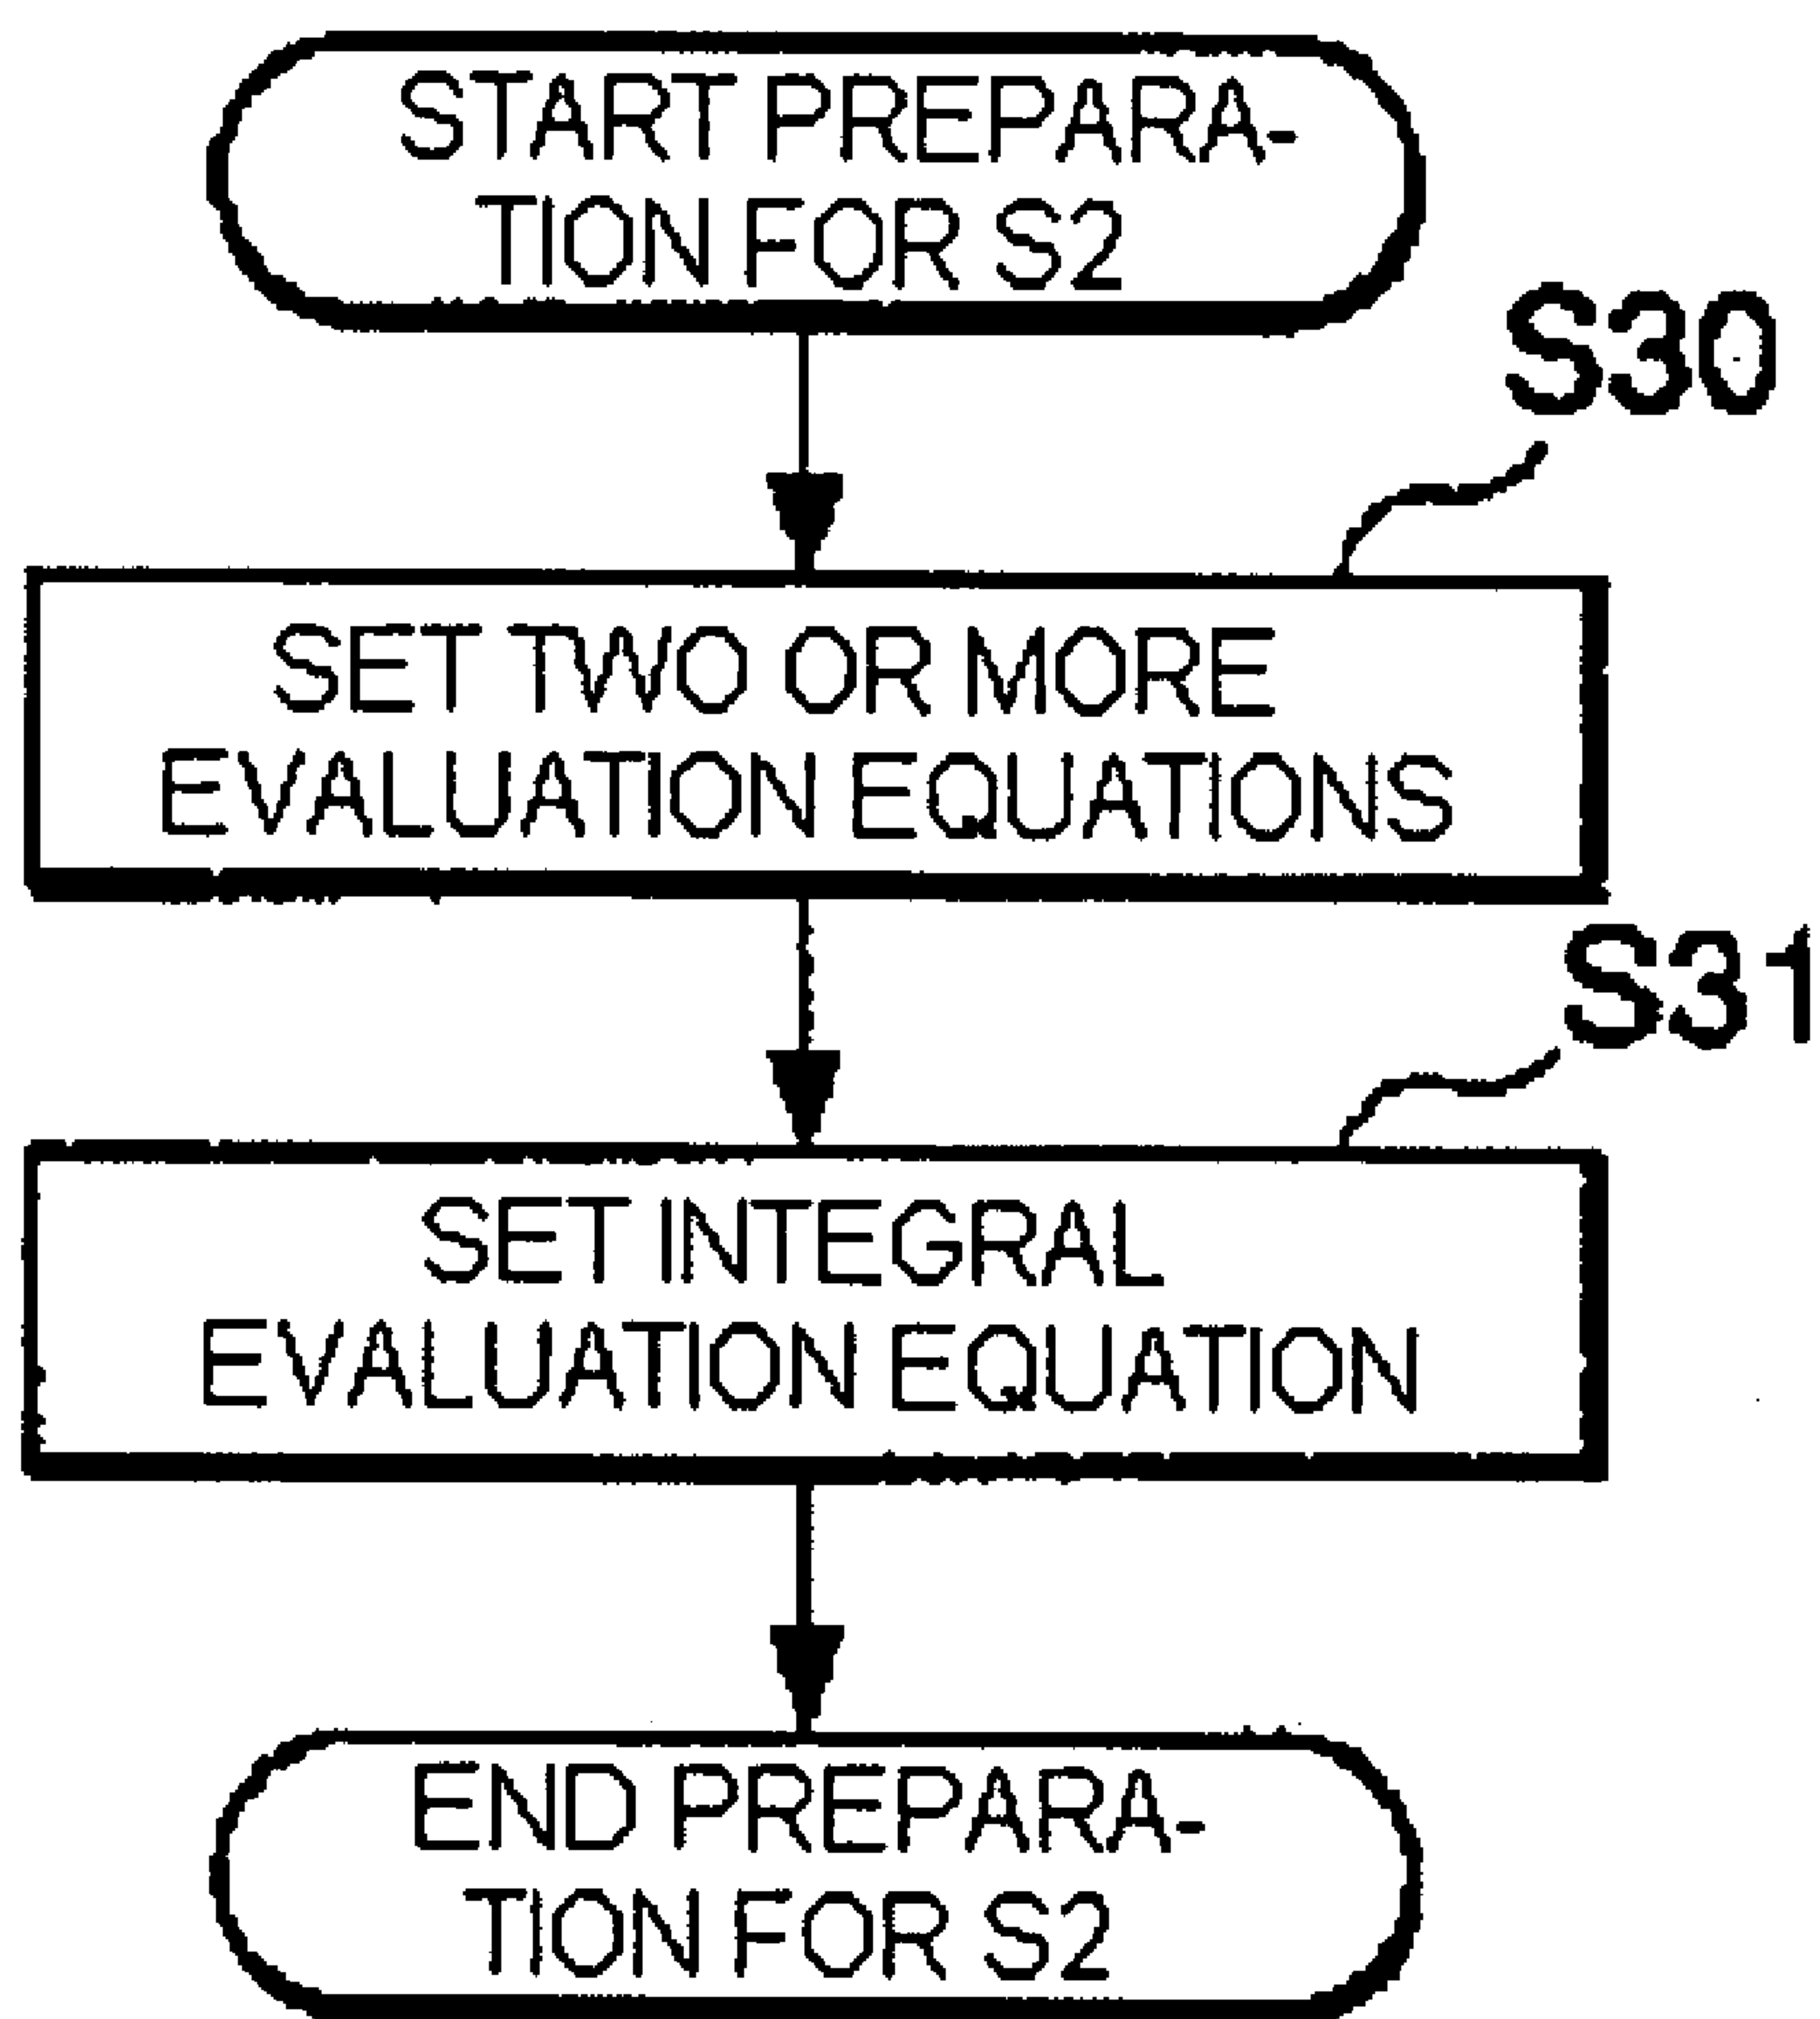 START PREPARA-
TION FOR S2
S30
SET TWO OR MORE
EVALUATION EQUATIONS
S31
SET INTEGRAL
EVALUATION EQUATION
END PREPARA-
TION FOR S2